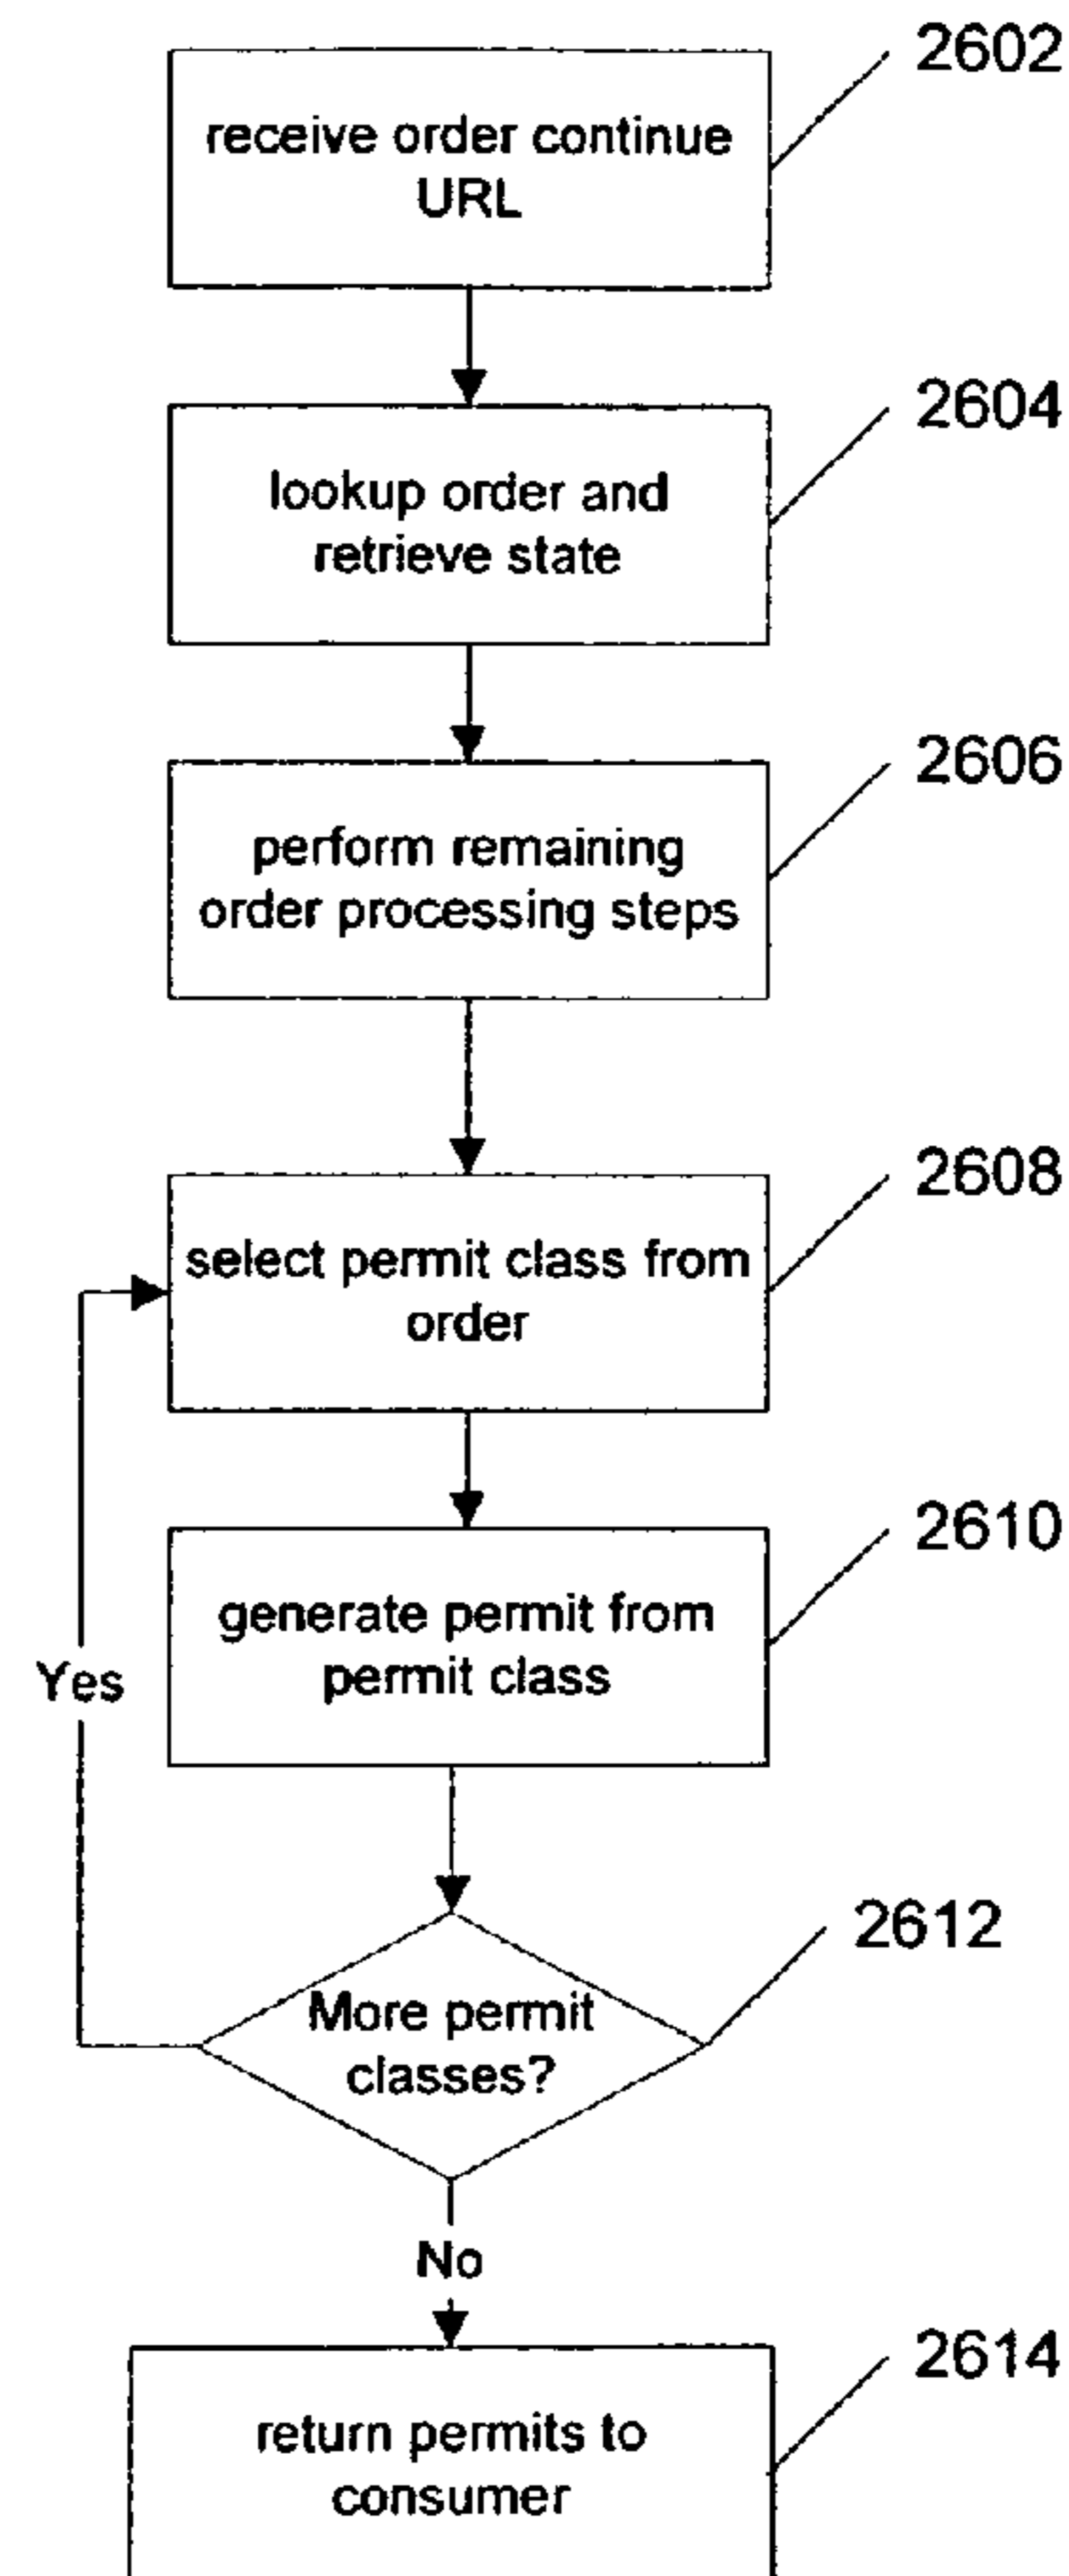 2602
receive order continue
URL
2604
lookup order and
retrieve state
2606
perform remaining
order processing steps
2608
select permit class from
order
2610
generate permit from
permit class
Yes
2612
More permit
classes?
No
2614
return permits to
consumer